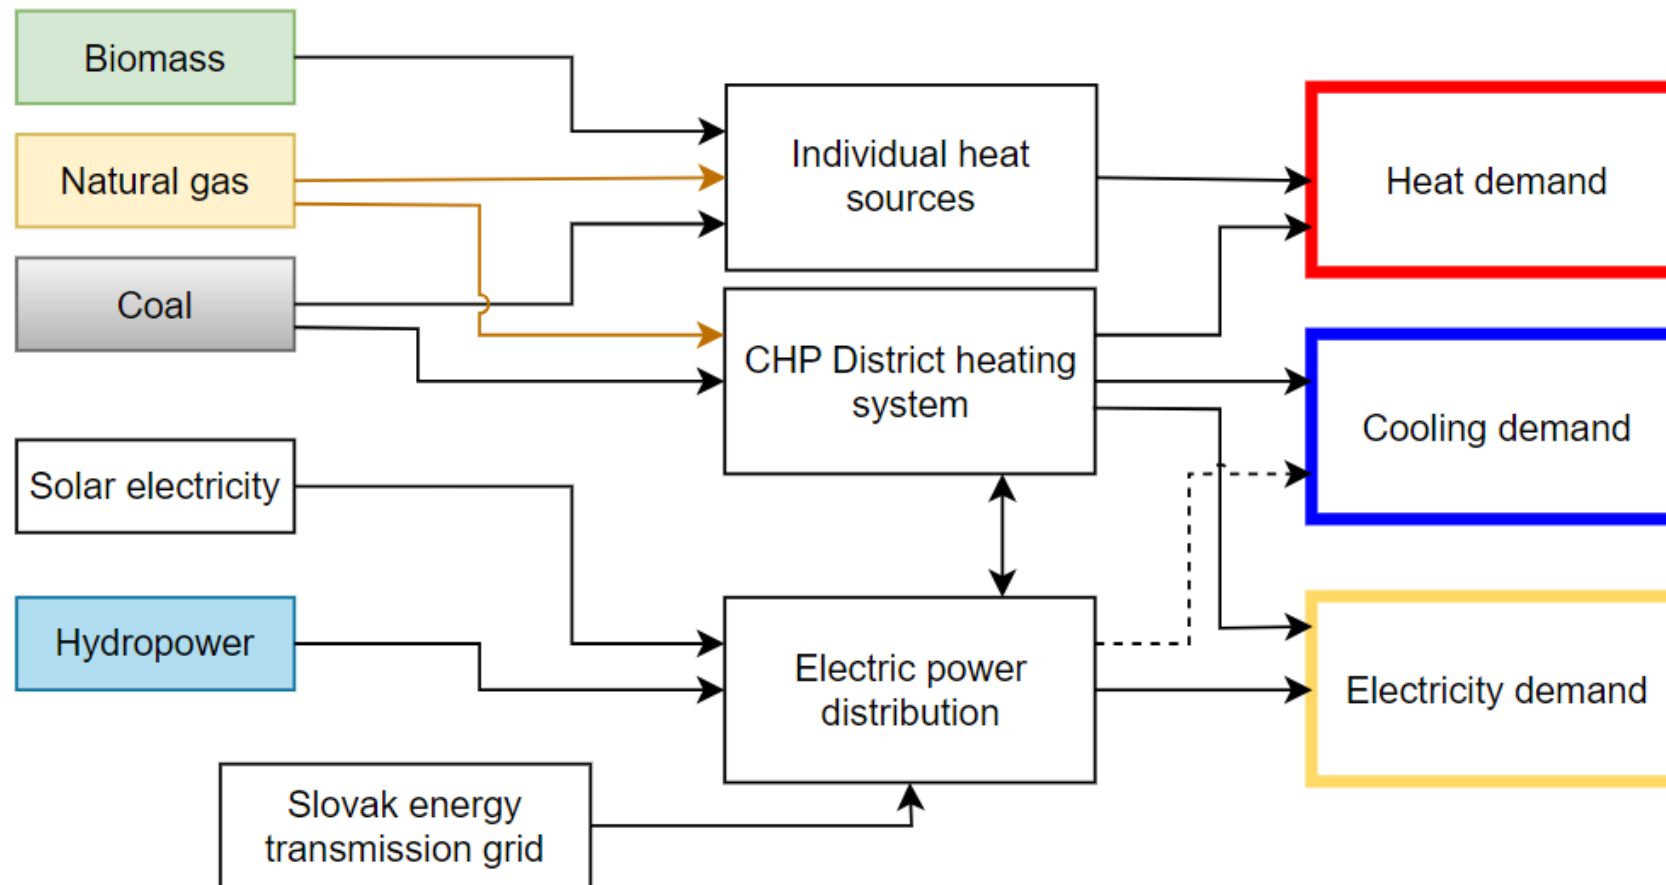 Biomass
Natural gas
Coal
Solar electricity
Hydropower
Slovak energy
transmission grid
Individual heat
sources
CHP District heating
system
Electric power
distribution
Heat demand
Cooling demand
Electricity demand